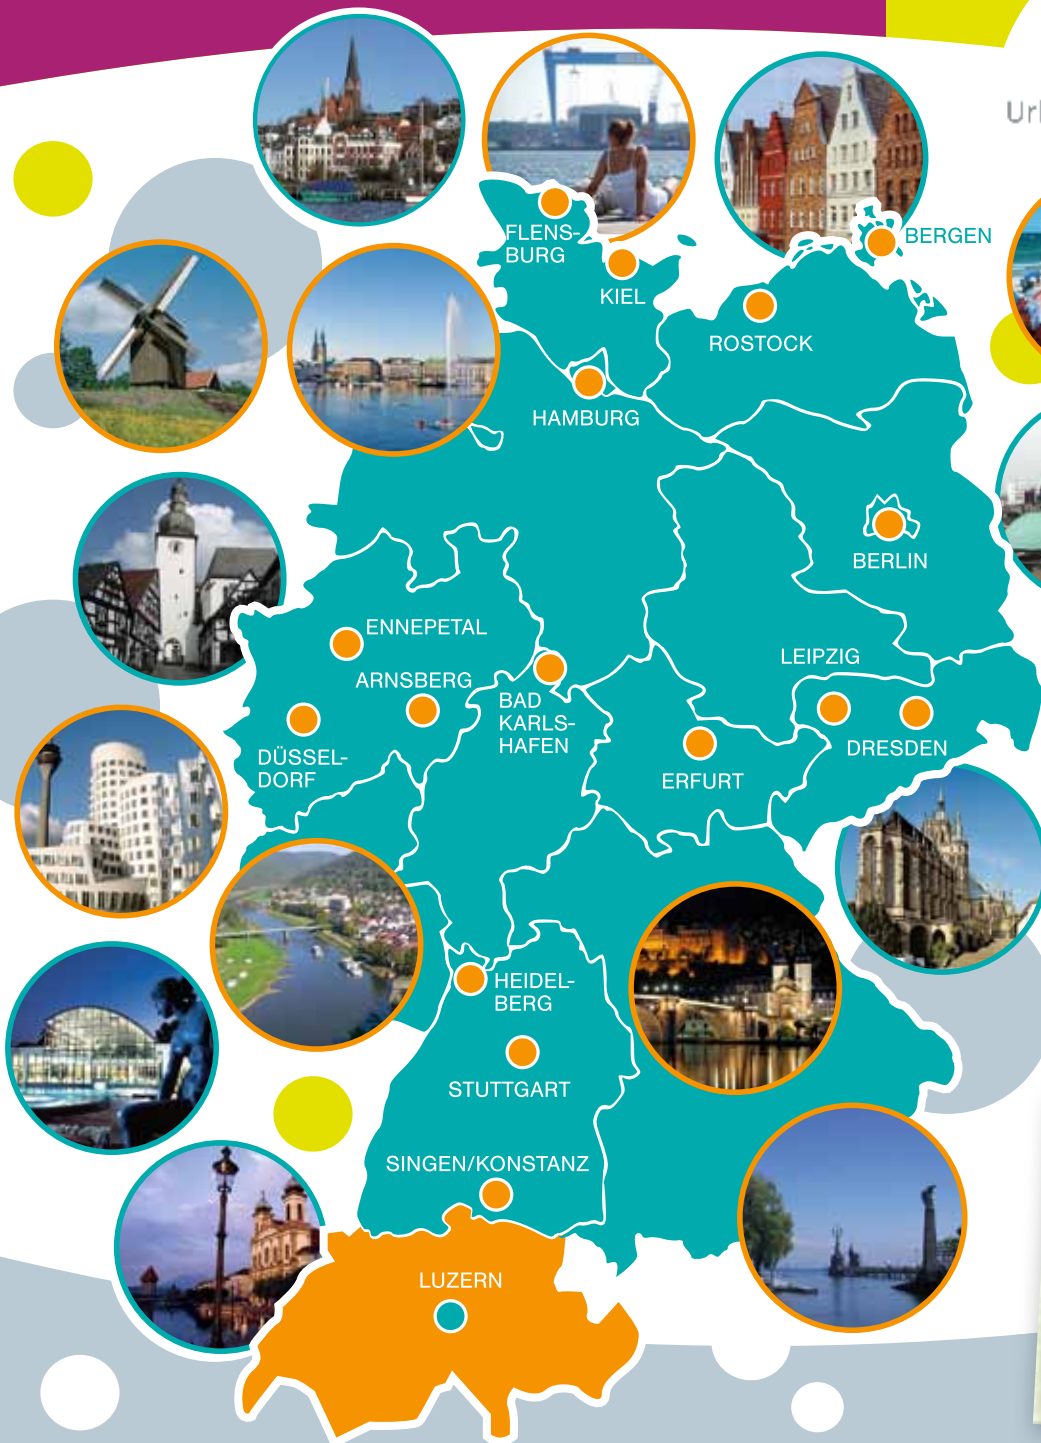 Url
FLENS-
BURG
BERGEN
KIEL
ROSTOCK
HAMBURG
BERLIN
ENNEPETAL
LEIPZIG
ARNSBERG
BAD
KARLS-
HAFEN
DÜSSEL-
DORF
DRESDEN
ERFURT
HEIDEL-
BERG
STUTTGART
SINGEN/KONSTANZ
LUZERN